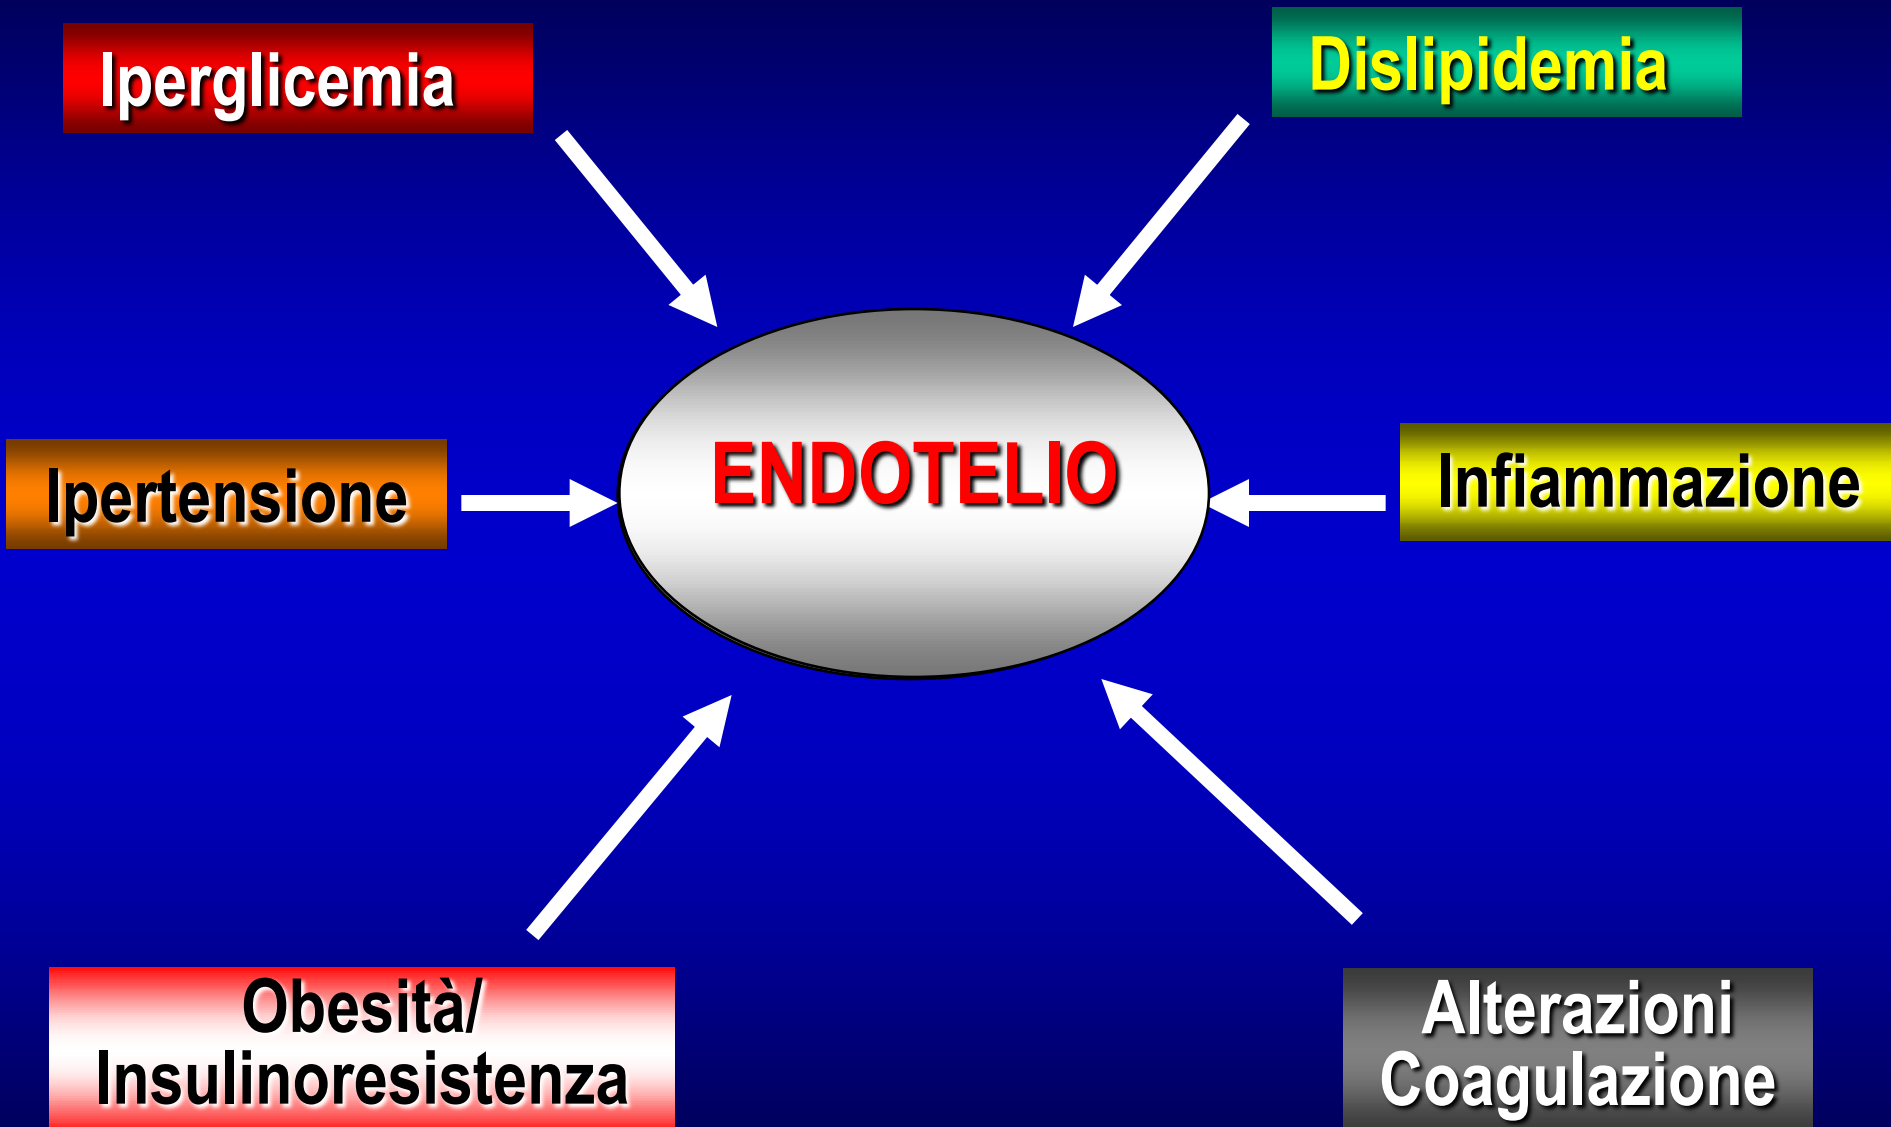 Iperglicemia
Dislipidemia
Ipertensione
ENDOTELIO
Infiammazione
Obesità/
Insulinoresistenza
Alterazioni
Coagulazione